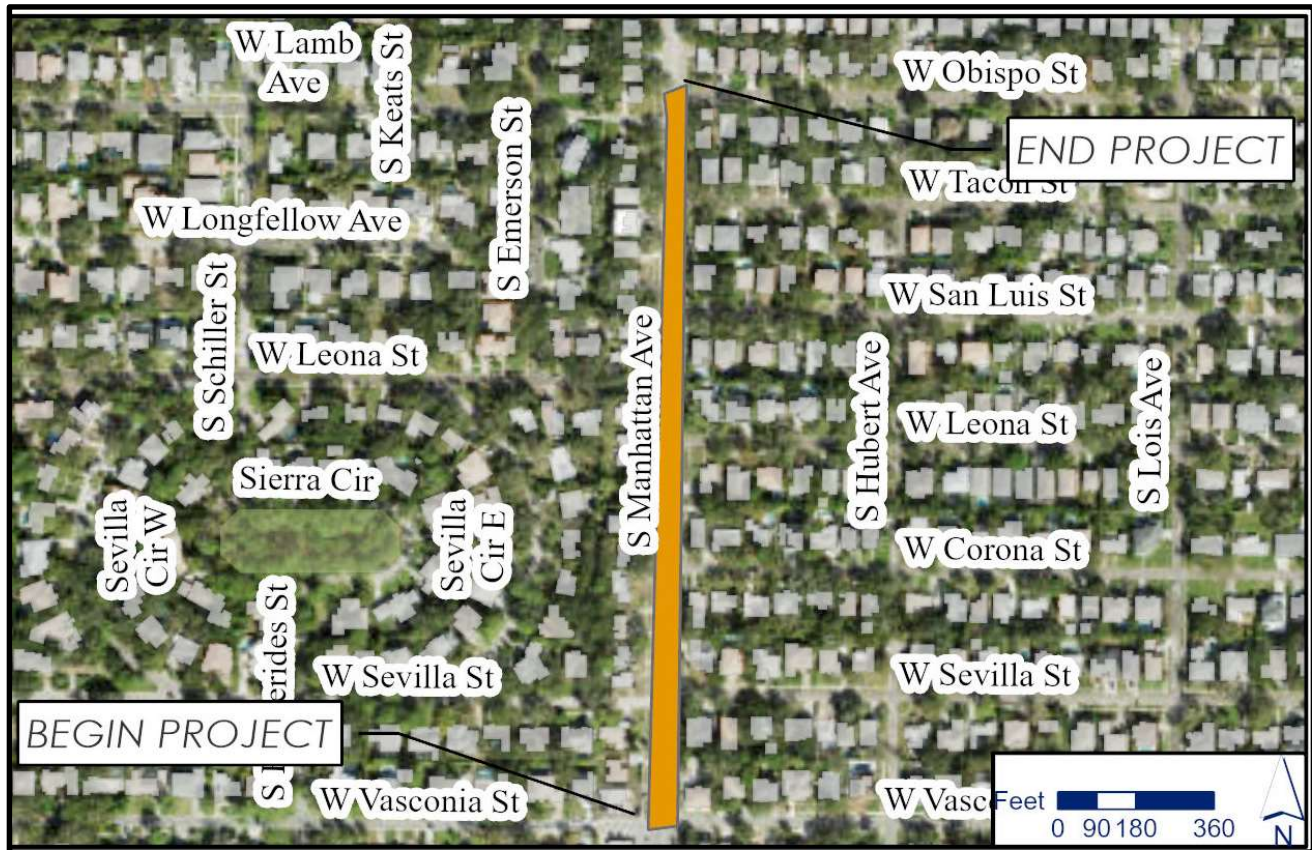 W Lamb
Ave
S Keats St
W Obispo St
S Emerson St
END PROJECT
W Tacon St
W Longfellow Ave
S Schiller St
W San Luis St
S Manhattan Ave
W Leona St
S Hubert Ave
S Lois Ave
W Leona St
Sierra Cir
Sevilla
Cir W
Sevilla
Cir E
W Corona St
W Sevilla St
W Sevilla St
BEGIN PROJECT
W Vasconia St
Feet
0 90 180 360
N